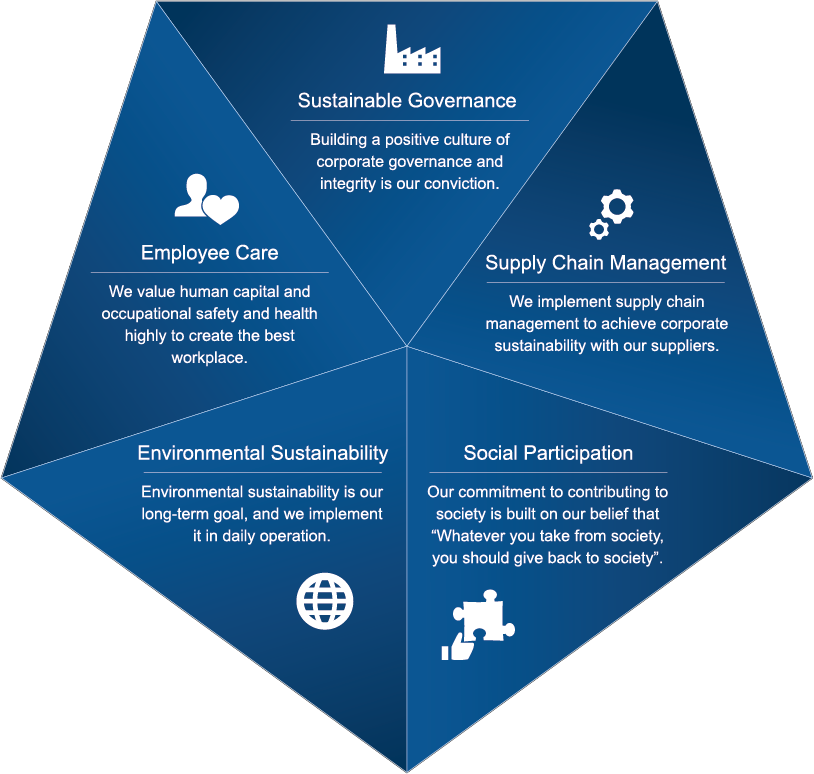 Sustainable Governance
Building a positive culture of
corporate governance and
integrity is our conviction.
Employee Care
We value human capital and
occupational safety and health
highly to create the best
workplace.
Supply Chain Management
We implement supply chain
management to achieve corporate
sustainability with our suppliers.
Environmental Sustainability
Environmental sustainability is our
long-term goal, and we implement
it in daily operation.
Social Participation
Our commitment to contributing to
society is built on our belief that
“Whatever you take from society,
you should give back to society”.